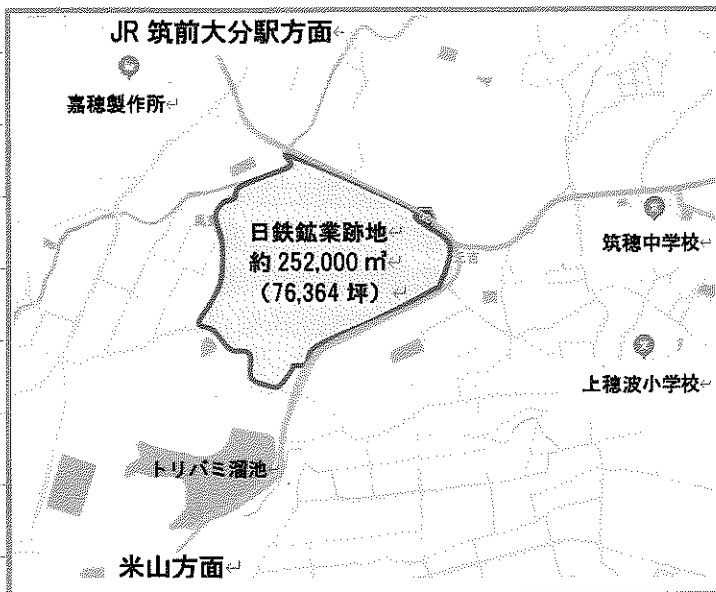 JR 筑前大分駅方面
嘉穂製作所
日鉄鉱業跡地
約 252,000 ㎡
（76,364 坪）
筑穂中学校
上穂波小学校
トリバミ溜池
米山方面